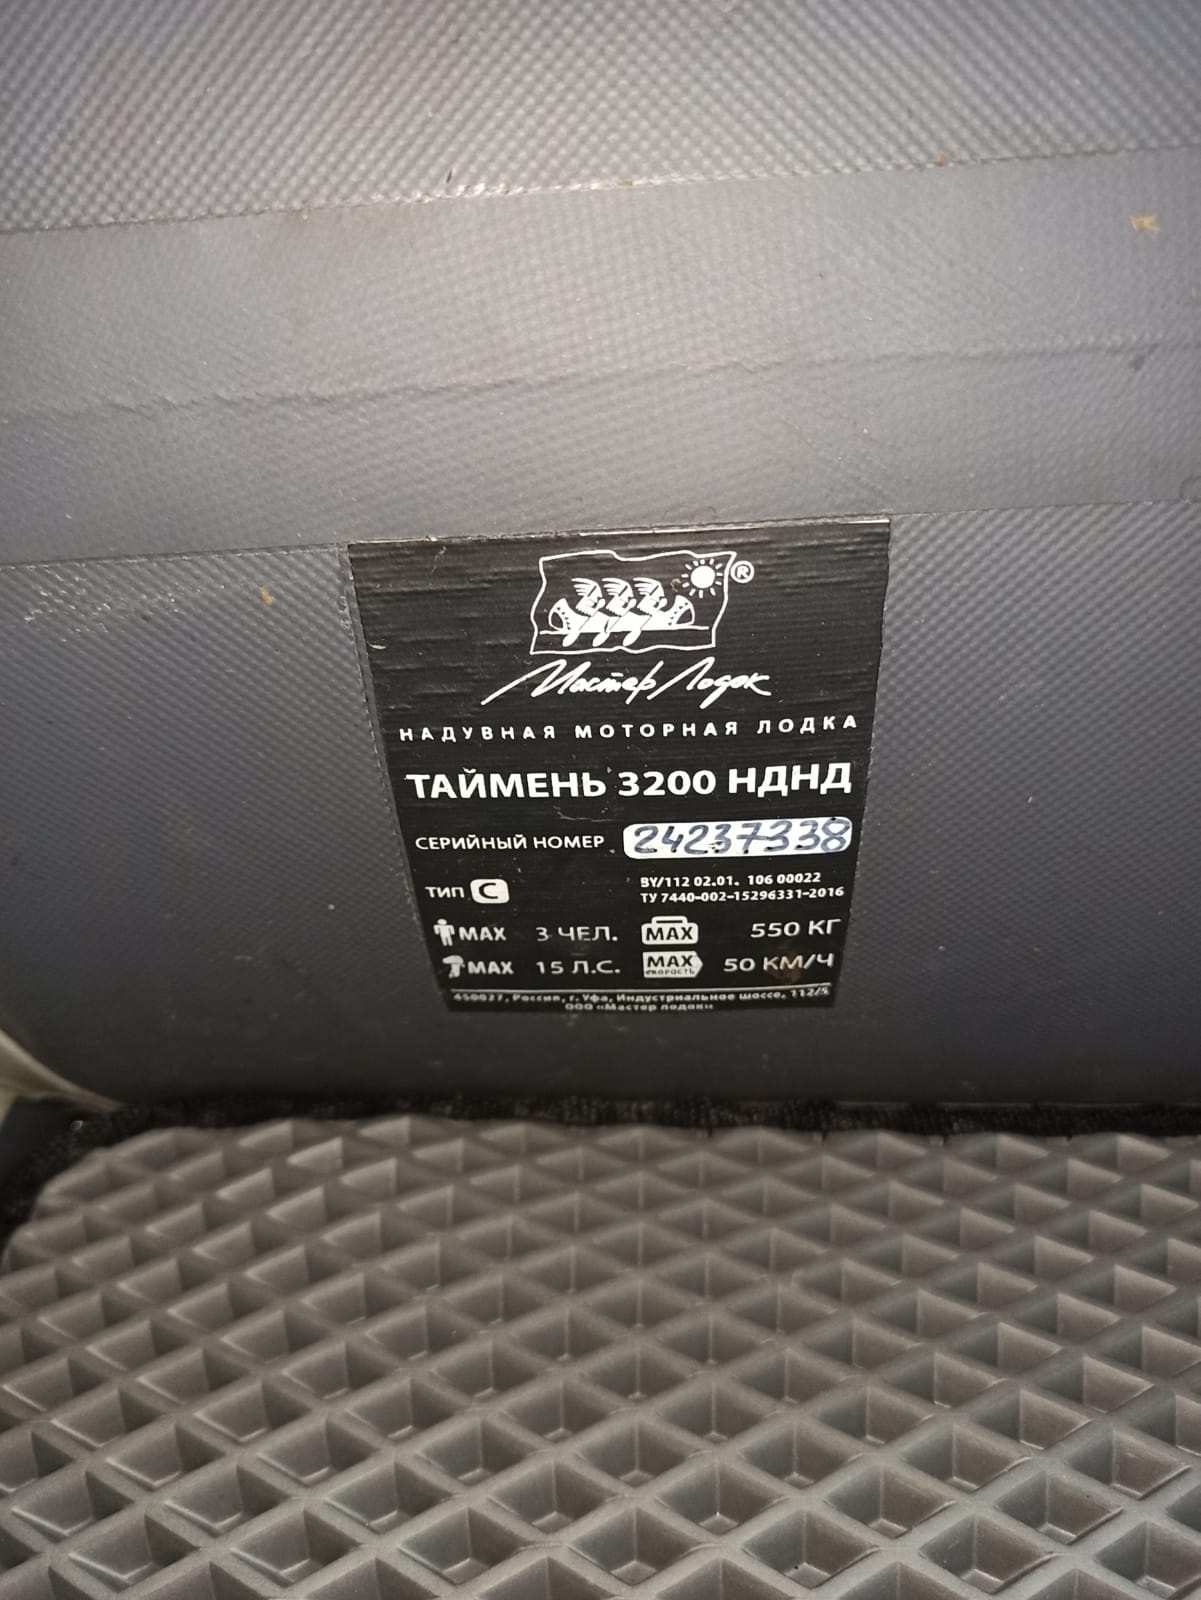 ®
Мастер Лодок
НАДУВНАЯ МОТОРНАЯ ЛОДКА
ТАЙМЕНЬ 3200 НДНД
СЕРИЙНЫЙ НОМЕР 24237338
ТИП C
BY/112 02.01. 106 00022
ТУ 7440-002-15296331-2016
MAX 3 ЧЕЛ. MAX 550 КГ
MAX 15 Л.С. MAX СКОРОСТЬ 50 КМ/Ч
450027, Россия, г. Уфа, Индустриальное шоссе, 112/5
ООО «Мастер лодок»